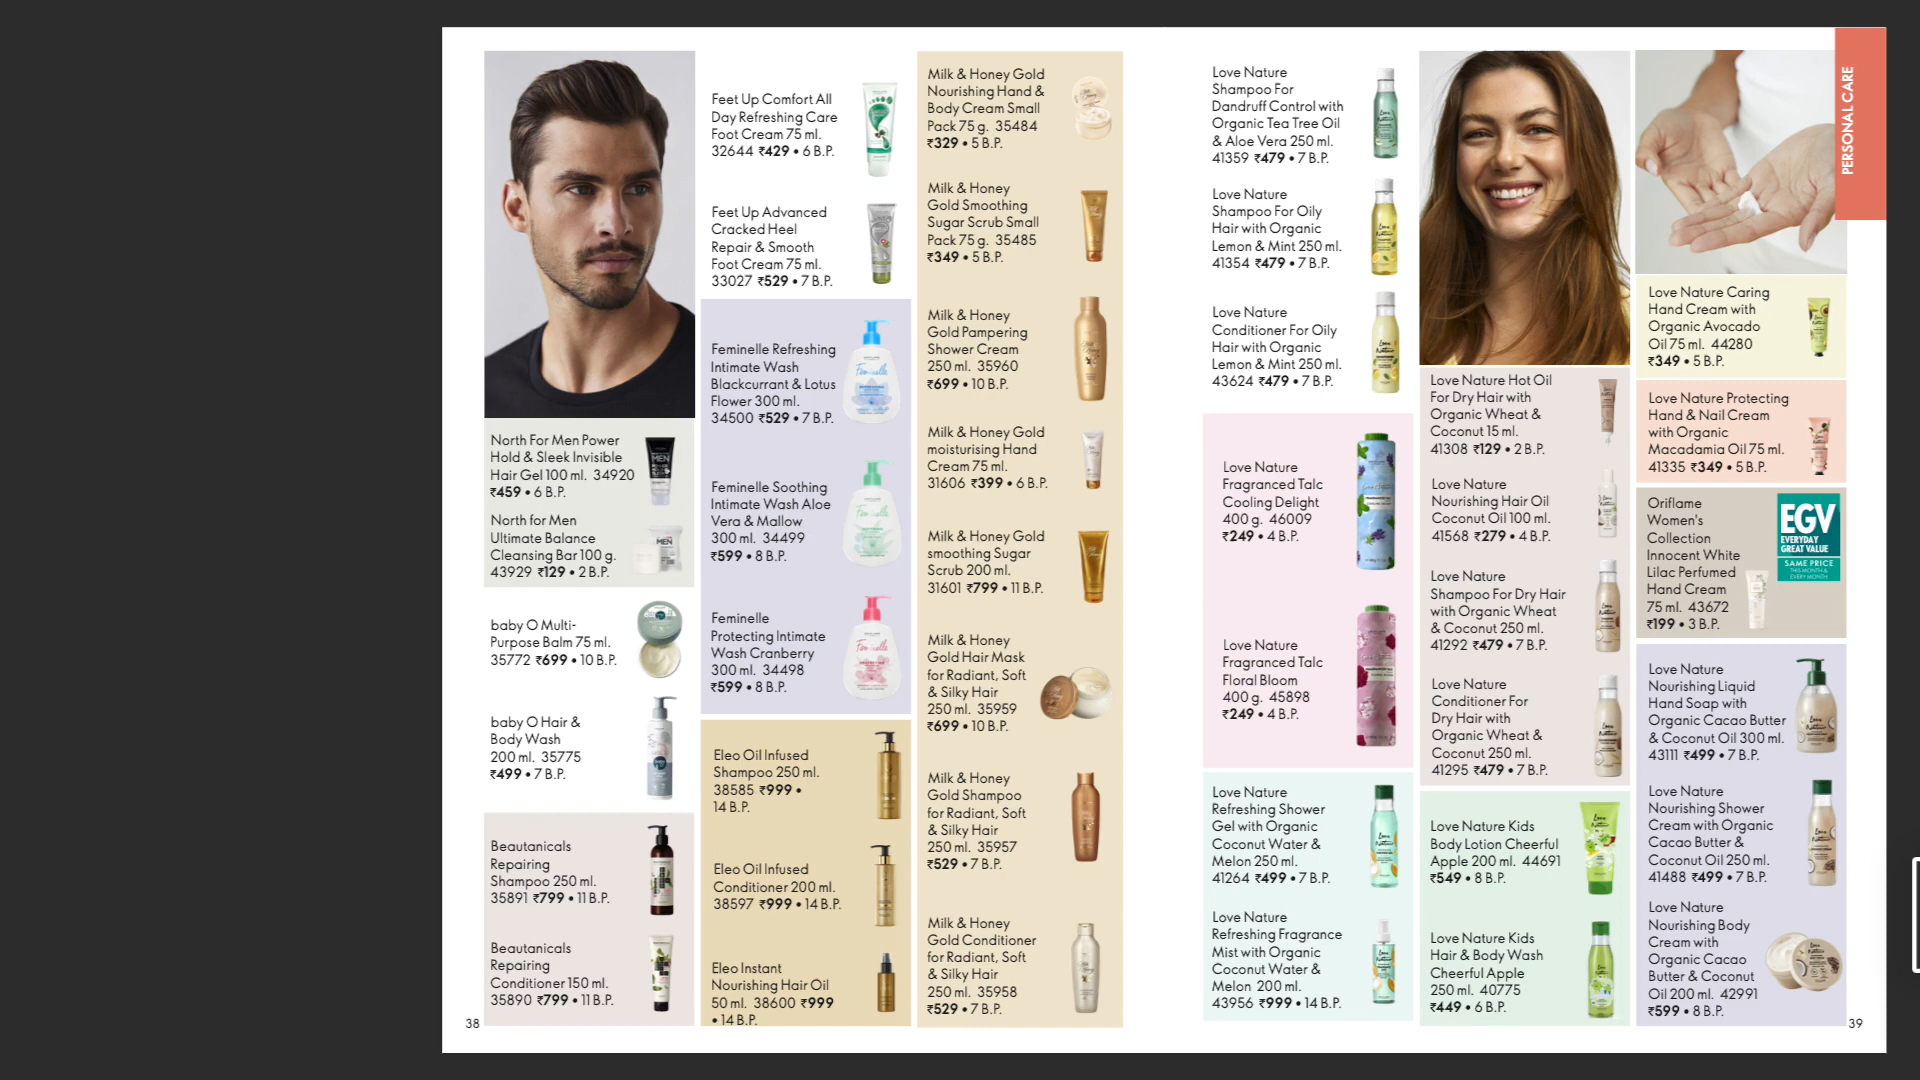 North For Men Power
Hold & Sleek Invisible
Hair Gel 100 ml. 34920
₹459 • 6 B.P.
North for Men
Ultimate Balance
Cleansing Bar 100 g.
43929 ₹129 • 2 B.P.
baby O Multi-
Purpose Balm 75 ml.
35772 ₹699 • 10 B.P.
baby O Hair &
Body Wash
200 ml. 35775
₹499 • 7 B.P.
Beautanicals
Repairing
Shampoo 250 ml.
35891 ₹799 • 11 B.P.
Beautanicals
Repairing
Conditioner 150 ml.
35890 ₹799 • 11 B.P.
38
Feet Up Comfort All
Day Refreshing Care
Foot Cream 75 ml.
32644 ₹429 • 6 B.P.
Feet Up Advanced
Cracked Heel
Repair & Smooth
Foot Cream 75 ml.
33027 ₹529 • 7 B.P.
Feminelle Refreshing
Intimate Wash
Blackcurrant & Lotus
Flower 300 ml.
34500 ₹529 • 7 B.P.
Feminelle Soothing
Intimate Wash Aloe
Vera & Mallow
300 ml. 34499
₹599 • 8 B.P.
Feminelle
Protecting Intimate
Wash Cranberry
300 ml. 34498
₹599 • 8 B.P.
Eleo Oil Infused
Shampoo 250 ml.
38585 ₹999 •
14 B.P.
Eleo Oil Infused
Conditioner 200 ml.
38597 ₹999 • 14 B.P.
Eleo Instant
Nourishing Hair Oil
50 ml. 38600 ₹999
• 14 B.P.
Milk & Honey Gold
Nourishing Hand &
Body Cream Small
Pack 75 g. 35484
₹329 • 5 B.P.
Milk & Honey
Gold Smoothing
Sugar Scrub Small
Pack 75 g. 35485
₹349 • 5 B.P.
Milk & Honey
Gold Pampering
Shower Cream
250 ml. 35960
₹699 • 10 B.P.
Milk & Honey Gold
moisturising Hand
Cream 75 ml.
31606 ₹399 • 6 B.P.
Milk & Honey Gold
smoothing Sugar
Scrub 200 ml.
31601 ₹799 • 11 B.P.
Milk & Honey
Gold Hair Mask
for Radiant, Soft
& Silky Hair
250 ml. 35959
₹699 • 10 B.P.
Milk & Honey
Gold Shampoo
for Radiant, Soft
& Silky Hair
250 ml. 35957
₹529 • 7 B.P.
Milk & Honey
Gold Conditioner
for Radiant, Soft
& Silky Hair
250 ml. 35958
₹529 • 7 B.P.
Love Nature
Shampoo For
Dandruff Control with
Organic Tea Tree Oil
& Aloe Vera 250 ml.
41359 ₹479 • 7 B.P.
Love Nature
Shampoo For Oily
Hair with Organic
Lemon & Mint 250 ml.
41354 ₹479 • 7 B.P.
Love Nature
Conditioner For Oily
Hair with Organic
Lemon & Mint 250 ml.
43624 ₹479 • 7 B.P.
Love Nature
Fragranced Talc
Cooling Delight
400 g. 46009
₹249 • 4 B.P.
Love Nature
Fragranced Talc
Floral Bloom
400 g. 45898
₹249 • 4 B.P.
Love Nature
Refreshing Shower
Gel with Organic
Coconut Water &
Melon 250 ml.
41264 ₹499 • 7 B.P.
Love Nature
Refreshing Fragrance
Mist with Organic
Coconut Water &
Melon 200 ml.
43956 ₹999 • 14 B.P.
Love Nature Hot Oil
For Dry Hair with
Organic Wheat &
Coconut 15 ml.
41308 ₹129 • 2 B.P.
Love Nature
Nourishing Hair Oil
Coconut Oil 100 ml.
41568 ₹279 • 4 B.P.
Love Nature
Shampoo For Dry Hair
with Organic Wheat
& Coconut 250 ml.
41292 ₹479 • 7 B.P.
Love Nature
Conditioner For
Dry Hair with
Organic Wheat &
Coconut 250 ml.
41295 ₹479 • 7 B.P.
Love Nature Kids
Body Lotion Cheerful
Apple 200 ml. 44691
₹549 • 8 B.P.
Love Nature Kids
Hair & Body Wash
Cheerful Apple
250 ml. 40775
₹449 • 6 B.P.
PERSONAL CARE
Love Nature Caring
Hand Cream with
Organic Avocado
Oil 75 ml. 44280
₹349 • 5 B.P.
Love Nature Protecting
Hand & Nail Cream
with Organic
Macadamia Oil 75 ml.
41335 ₹349 • 5 B.P.
Oriflame
Women's
Collection
Innocent White
Lilac Perfumed
Hand Cream
75 ml. 43672
₹199 • 3 B.P.
EGV
EVERYDAY
GREAT VALUE
SAME PRICE
THIS MONTH &
EVERY MONTH
Love Nature
Nourishing Liquid
Hand Soap with
Organic Cacao Butter
& Coconut Oil 300 ml.
43111 ₹499 • 7 B.P.
Love Nature
Nourishing Shower
Cream with Organic
Cacao Butter &
Coconut Oil 250 ml.
41488 ₹499 • 7 B.P.
Love Nature
Nourishing Body
Cream with
Organic Cacao
Butter & Coconut
Oil 200 ml. 42991
₹599 • 8 B.P.
39